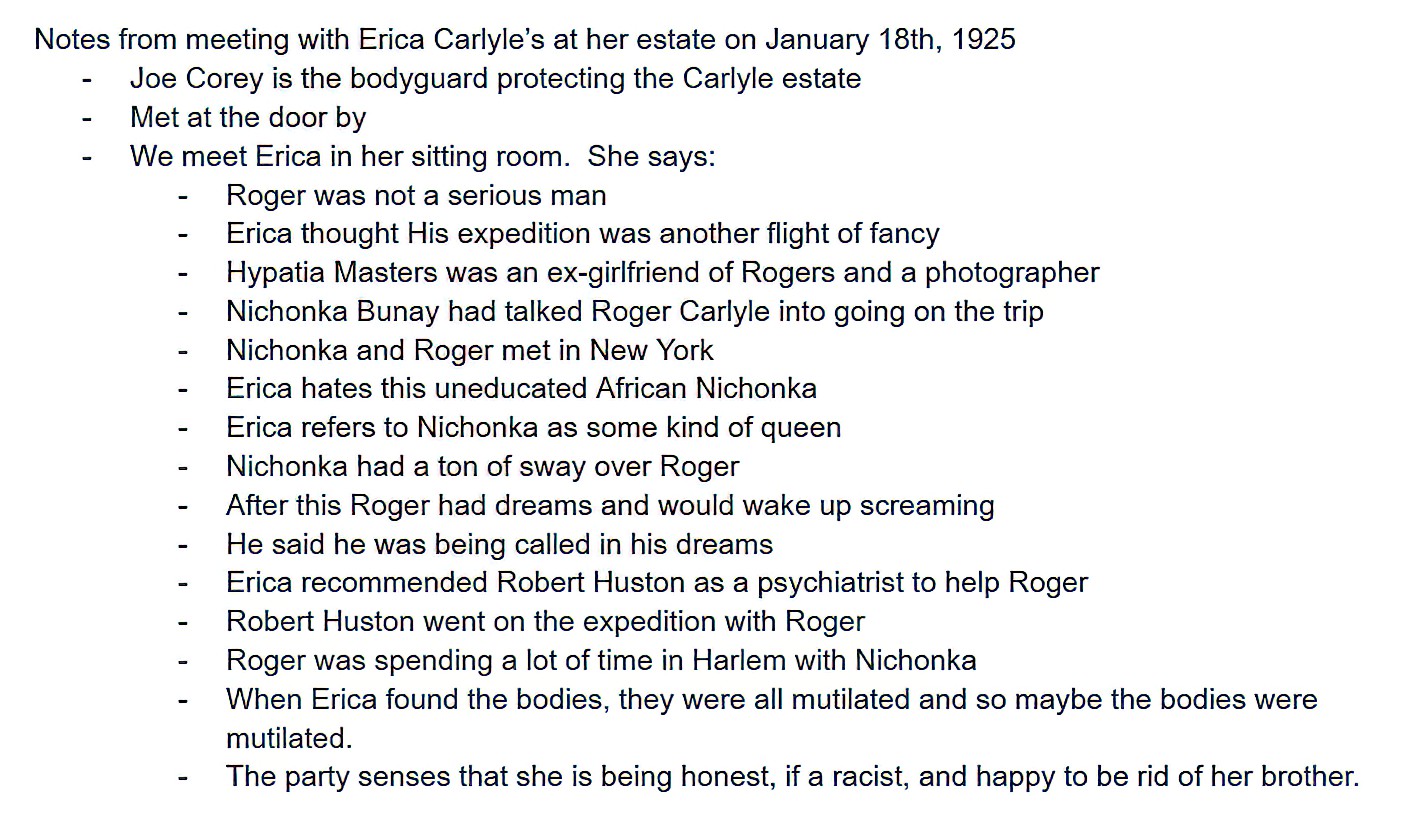 Notes from meeting with Erica Carlyle's at her estate on January 18th, 1925
- Joe Corey is the bodyguard protecting the Carlyle estate
- Met at the door by
- We meet Erica in her sitting room.  She says:
- Roger was not a serious man
- Erica thought His expedition was another flight of fancy
- Hypatia Masters was an ex-girlfriend of Rogers and a photographer
- Nichonka Bunay had talked Roger Carlyle into going on the trip
- Nichonka and Roger met in New York
- Erica hates this uneducated African Nichonka
- Erica refers to Nichonka as some kind of queen
- Nichonka had a ton of sway over Roger
- After this Roger had dreams and would wake up screaming
- He said he was being called in his dreams
- Erica recommended Robert Huston as a psychiatrist to help Roger
- Robert Huston went on the expedition with Roger
- Roger was spending a lot of time in Harlem with Nichonka
- When Erica found the bodies, they were all mutilated and so maybe the bodies were
mutilated.
- The party senses that she is being honest, if a racist, and happy to be rid of her brother.